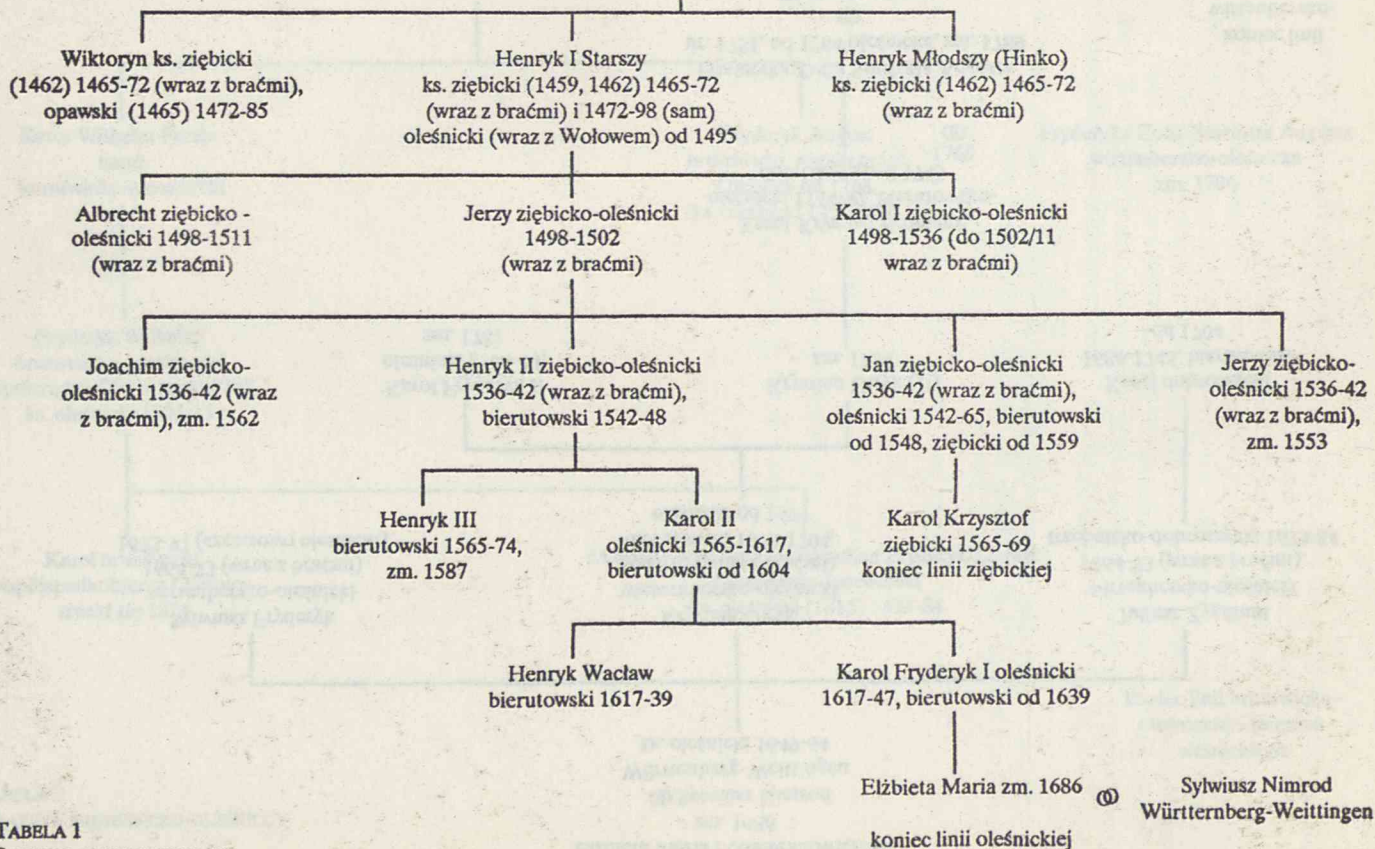 Wiktoryn ks. ziębicki
(1462) 1465-72 (wraz z braćmi),
opawski (1465) 1472-85
Henryk I Starszy
ks. ziębicki (1459, 1462) 1465-72
(wraz z braćmi) i 1472-98 (sam)
oleśnicki (wraz z Wołowem) od 1495
Henryk Młodszy (Hinko)
ks. ziębicki (1462) 1465-72
(wraz z braćmi)
Albrecht ziębicko -
oleśnicki 1498-1511
(wraz z braćmi)
Jerzy ziębicko-oleśnicki
1498-1502
(wraz z braćmi)
Karol I ziębicko-oleśnicki
1498-1536 (do 1502/11
wraz z braćmi)
Joachim ziębicko-
oleśnicki 1536-42 (wraz
z braćmi), zm. 1562
Henryk II ziębicko-oleśnicki
1536-42 (wraz z braćmi),
bierutowski 1542-48
Jan ziębicko-oleśnicki
1536-42 (wraz z braćmi),
oleśnicki 1542-65, bierutowski
od 1548, ziębicki od 1559
Jerzy ziębicko-
oleśnicki 1536-42
(wraz z braćmi),
zm. 1553
Henryk III
bierutowski 1565-74,
zm. 1587
Karol II
oleśnicki 1565-1617,
bierutowski od 1604
Karol Krzysztof
ziębicki 1565-69
koniec linii ziębickiej
Henryk Wacław
bierutowski 1617-39
Karol Fryderyk I oleśnicki
1617-47, bierutowski od 1639
Elżbieta Maria zm. 1686
koniec linii oleśnickiej
Sylwiusz Nimrod
Württernberg-Weittingen
TABELA 1